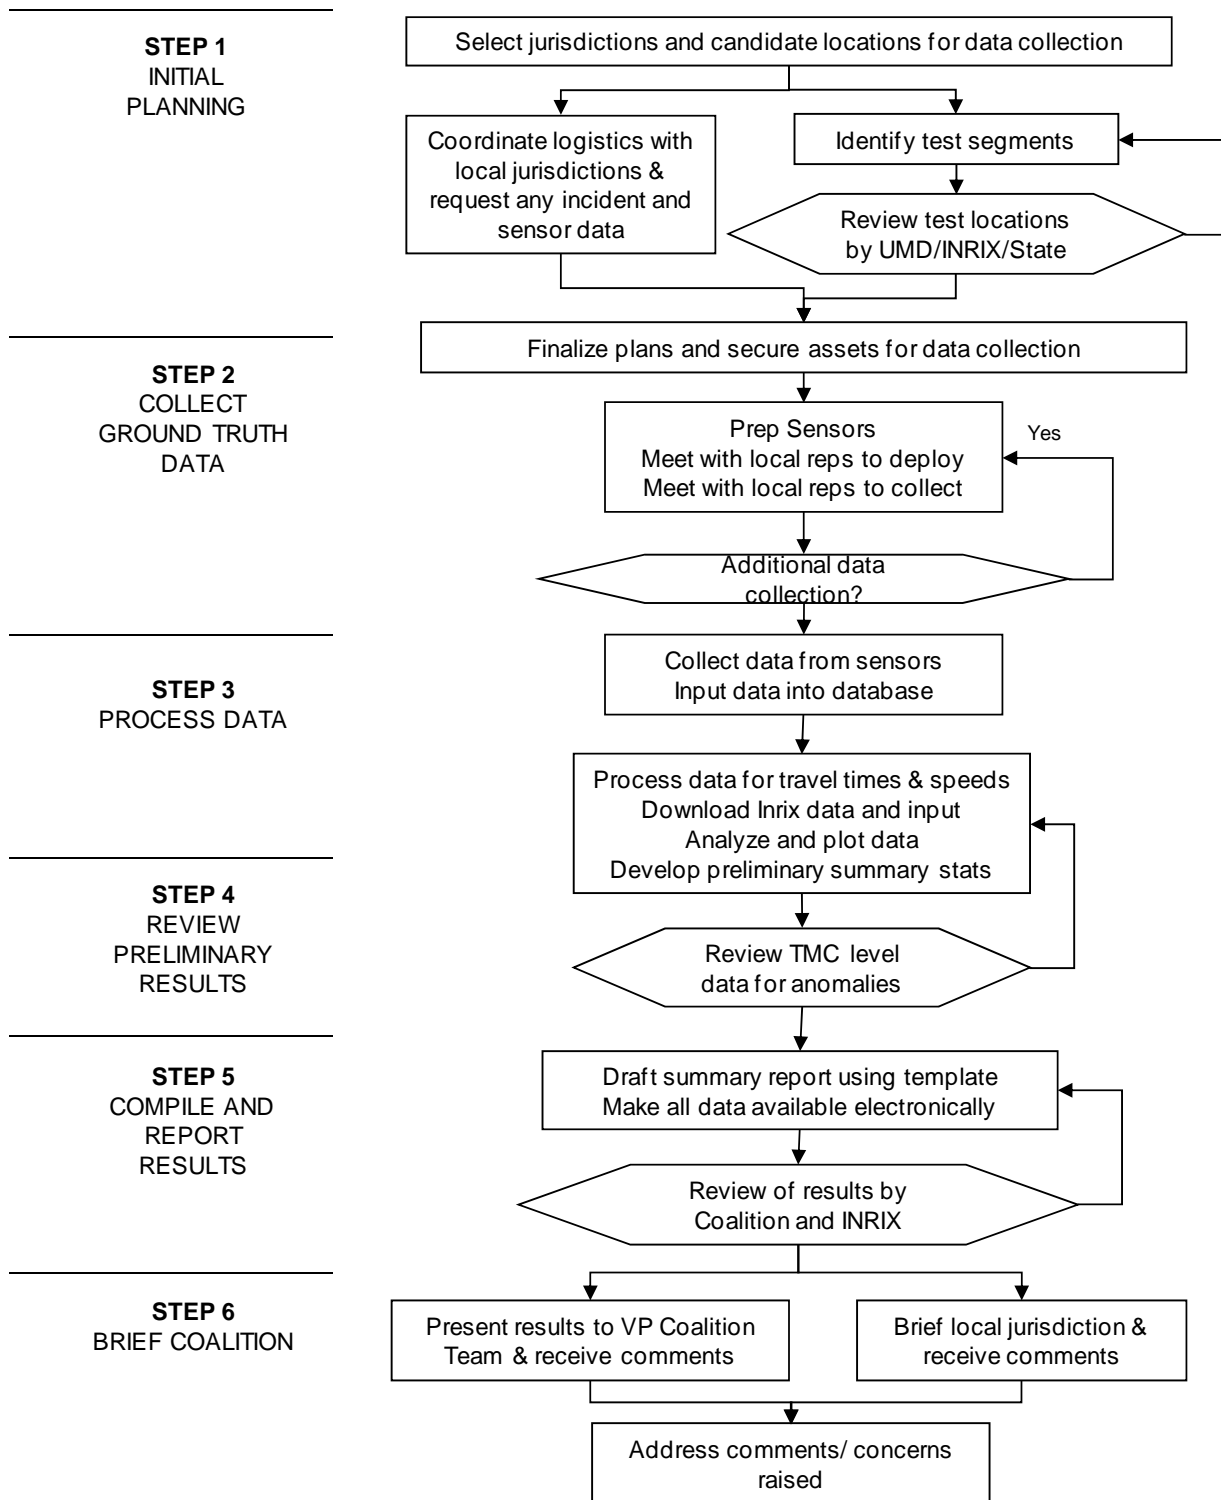 STEP 1
INITIAL
PLANNING
Select jurisdictions and candidate locations for data collection
Coordinate logistics with
local jurisdictions &
request any incident and
sensor data
Identify test segments
Review test locations
by UMD/INRIX/State
Finalize plans and secure assets for data collection
STEP 2
COLLECT
GROUND TRUTH
DATA
Prep Sensors
Meet with local reps to deploy
Meet with local reps to collect
Yes
Additional data
collection?
STEP 3
PROCESS DATA
Collect data from sensors
Input data into database
Process data for travel times & speeds
Download Inrix data and input
Analyze and plot data
Develop preliminary summary stats
STEP 4
REVIEW
PRELIMINARY
RESULTS
Review TMC level
data for anomalies
STEP 5
COMPILE AND
REPORT
RESULTS
Draft summary report using template
Make all data available electronically
Review of results by
Coalition and INRIX
STEP 6
BRIEF COALITION
Present results to VP Coalition
Team & receive comments
Brief local jurisdiction &
receive comments
Address comments/ concerns
raised